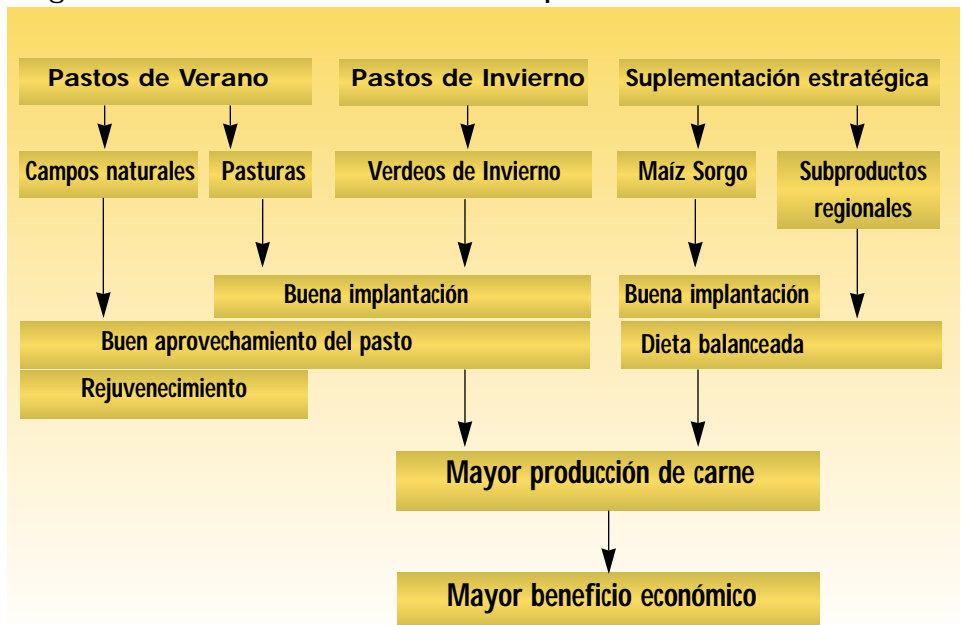 Pastos de Verano
Pastos de Invierno
Suplementación estratégica
Campos naturales
Pasturas
Verdeos de Invierno
Maíz Sorgo
Subproductos
regionales
Buena implantación
Buena implantación
Buen aprovechamiento del pasto
Dieta balanceada
Rejuvenecimiento
Mayor producción de carne
Mayor beneficio económico